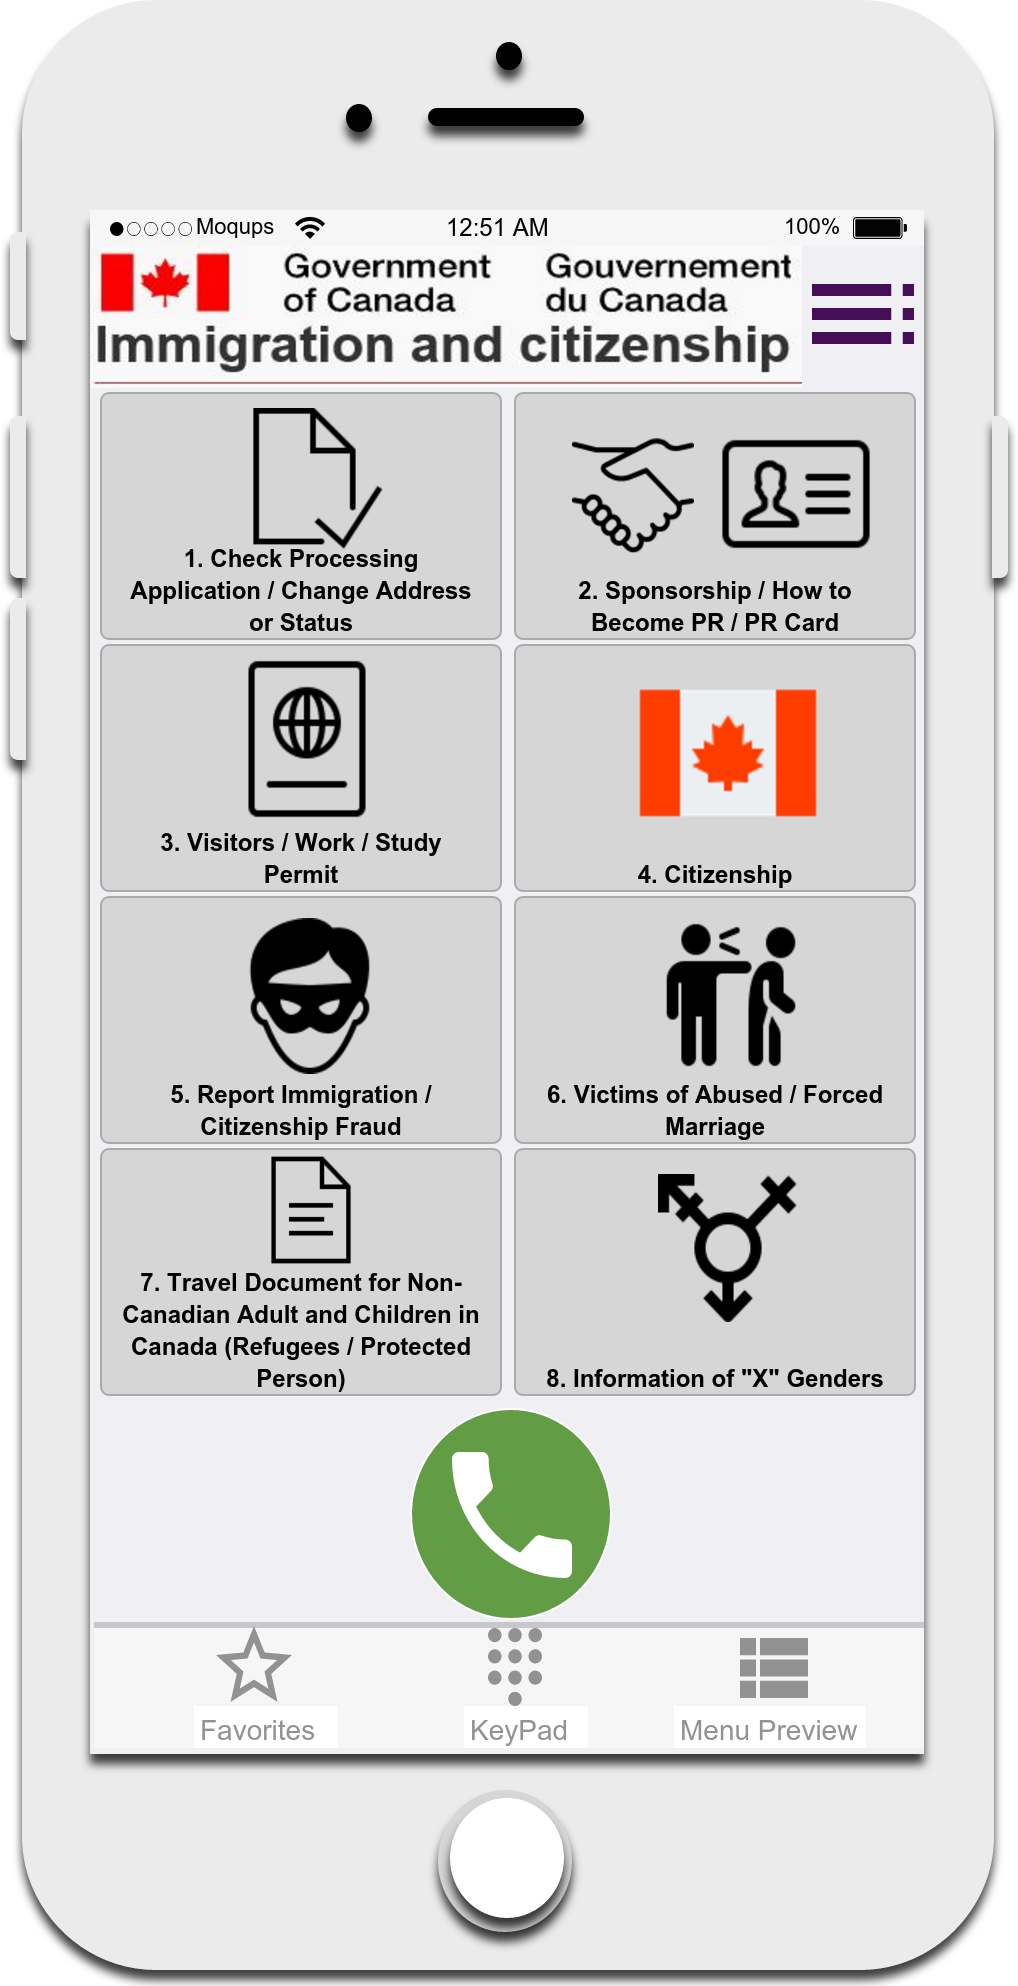 Moqups 12:51 AM 100%
Government Gouvernement
of Canada du Canada
Immigration and citizenship
1. Check Processing
Application / Change Address
or Status
2. Sponsorship / How to
Become PR / PR Card
3. Visitors / Work / Study
Permit
4. Citizenship
5. Report Immigration /
Citizenship Fraud
6. Victims of Abused / Forced
Marriage
7. Travel Document for Non-
Canadian Adult and Children in
Canada (Refugees / Protected
Person)
8. Information of "X" Genders
Favorites KeyPad Menu Preview